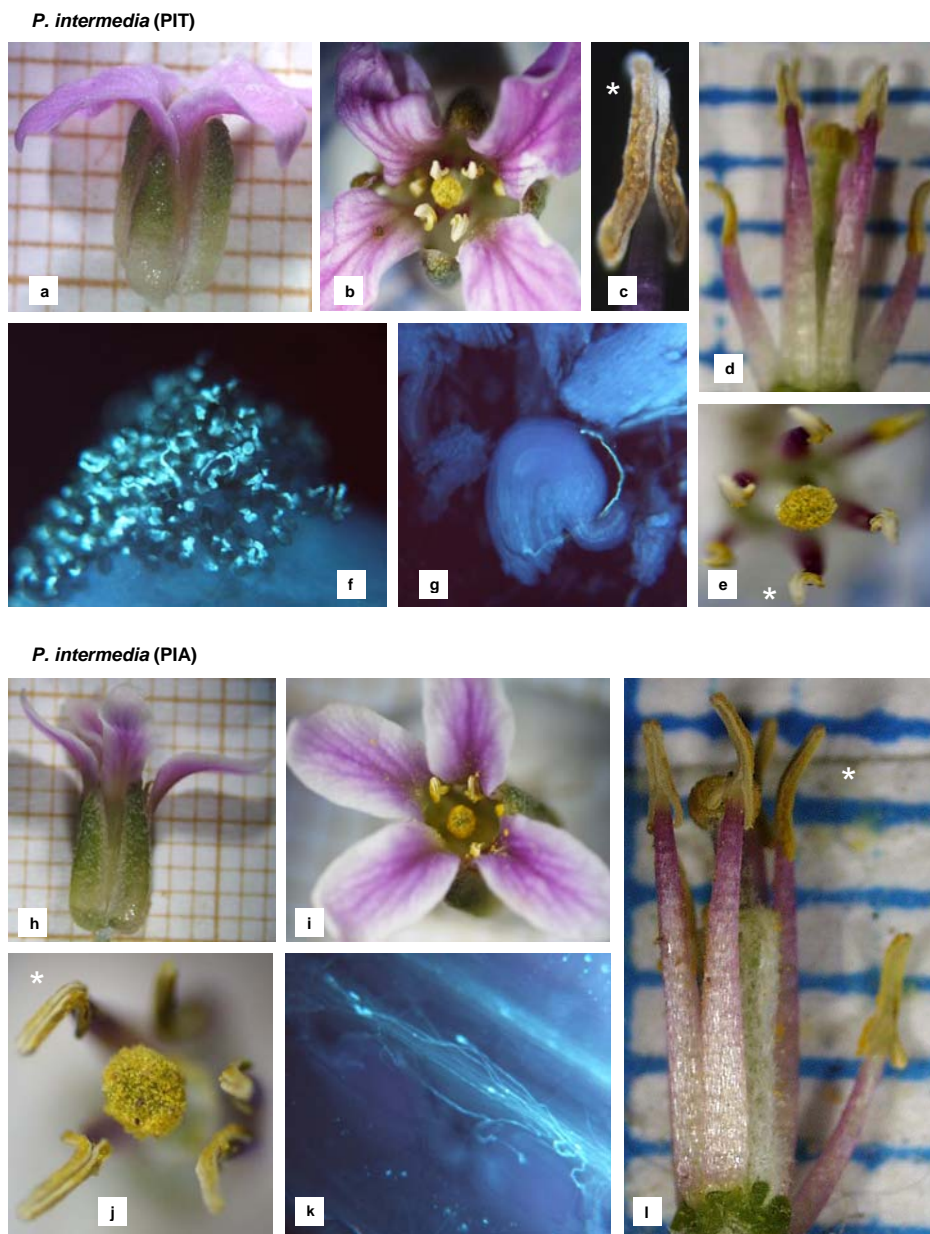 P. intermedia (PIT)
a
b
*
c
d
f
g
e
*
P. intermedia (PIA)
h
i
*
l
*
j
k